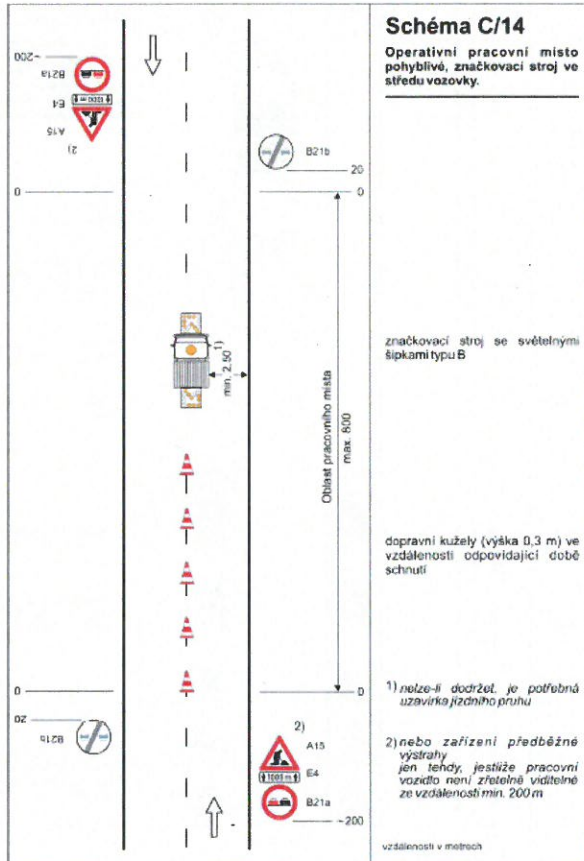 Schéma C/14
Operativní pracovní místo
pohyblivé, značkovací stroj ve
středu vozovky.
~200
B21a
E4
1000 m
A15
2)
B21b
20
0
0
značkovací stroj se světelnými
šipkami typu B
min. 2,50
1)
Oblast pracovního místa
max. 800
dopravní kužely (výška 0,3 m) ve
vzdálenosti odpovídající době
schnutí
0
0
1) nelze-li dodržet, je potřebná
uzavírka jízdního pruhu
20
B21b
2)
A15
E4
1000 m
B21a
~200
2) nebo zařízení předběžné
výstrahy
jen tehdy, jestliže pracovní
vozidlo není zřetelně viditelné
ze vzdálenosti min. 200 m
vzdálenosti v metrech